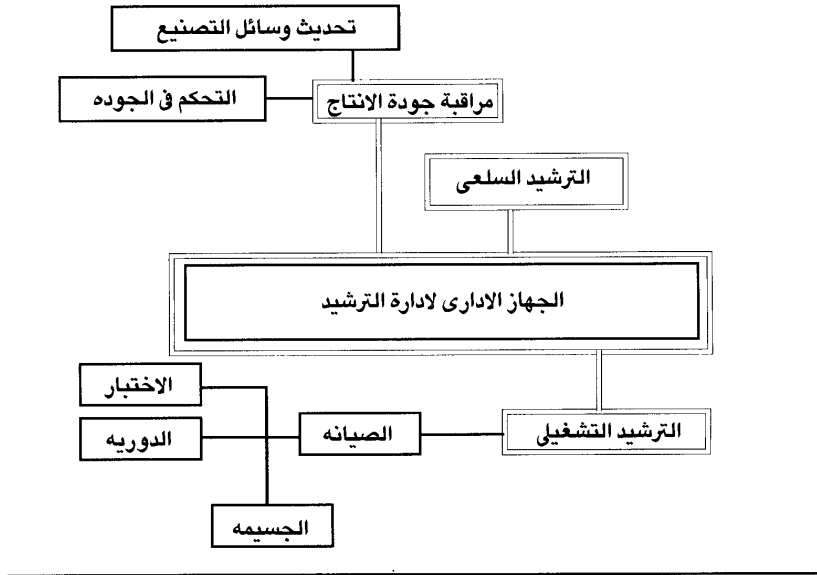 تحديث وسائل التصنيع
مراقبة جودة الانتاج
التحكم فى الجوده
الترشيد السلعى
الجهاز الادارى لادارة الترشيد
الاختبار
الترشيد التشغيلى
الصيانه
الدوريه
الجسيمه